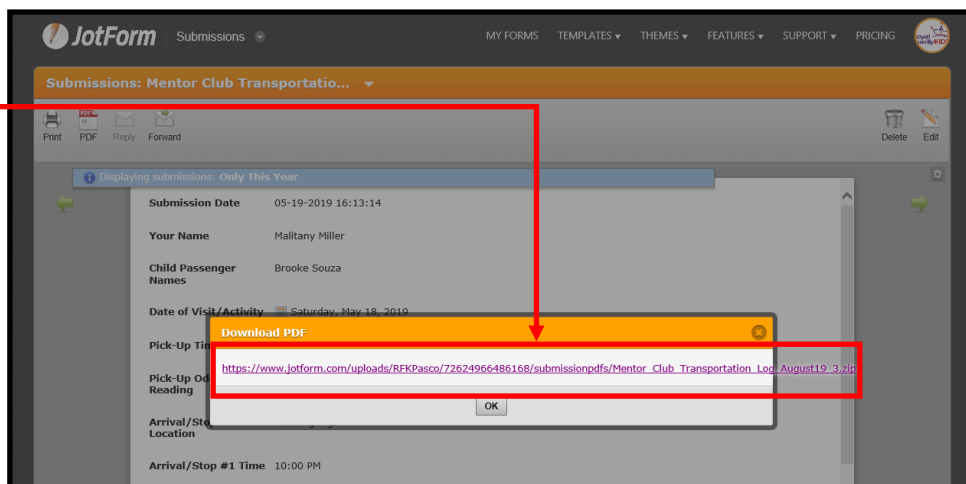 JotForm Submissions MY FORMS TEMPLATES THEMES FEATURES SUPPORT PRICING
Submissions: Mentor Club Transportatio...
Print PDF Reply Forward Delete Edit
Displaying submissions: Only This Year
Submission Date 05-19-2019 16:13:14
Your Name Malitany Miller
Child Passenger Names Brooke Souza
Date of Visit/Activity Saturday, May 18, 2019
Download PDF
Pick-Up Tim
https://www.jotform.com/uploads/RFKPasco/72624966486168/submissionpdfs/Mentor_Club_Transportation_Log_August19_3.zip
Pick-Up Od
Reading
OK
Arrival/Sto
Location
Arrival/Stop #1 Time 10:00 PM